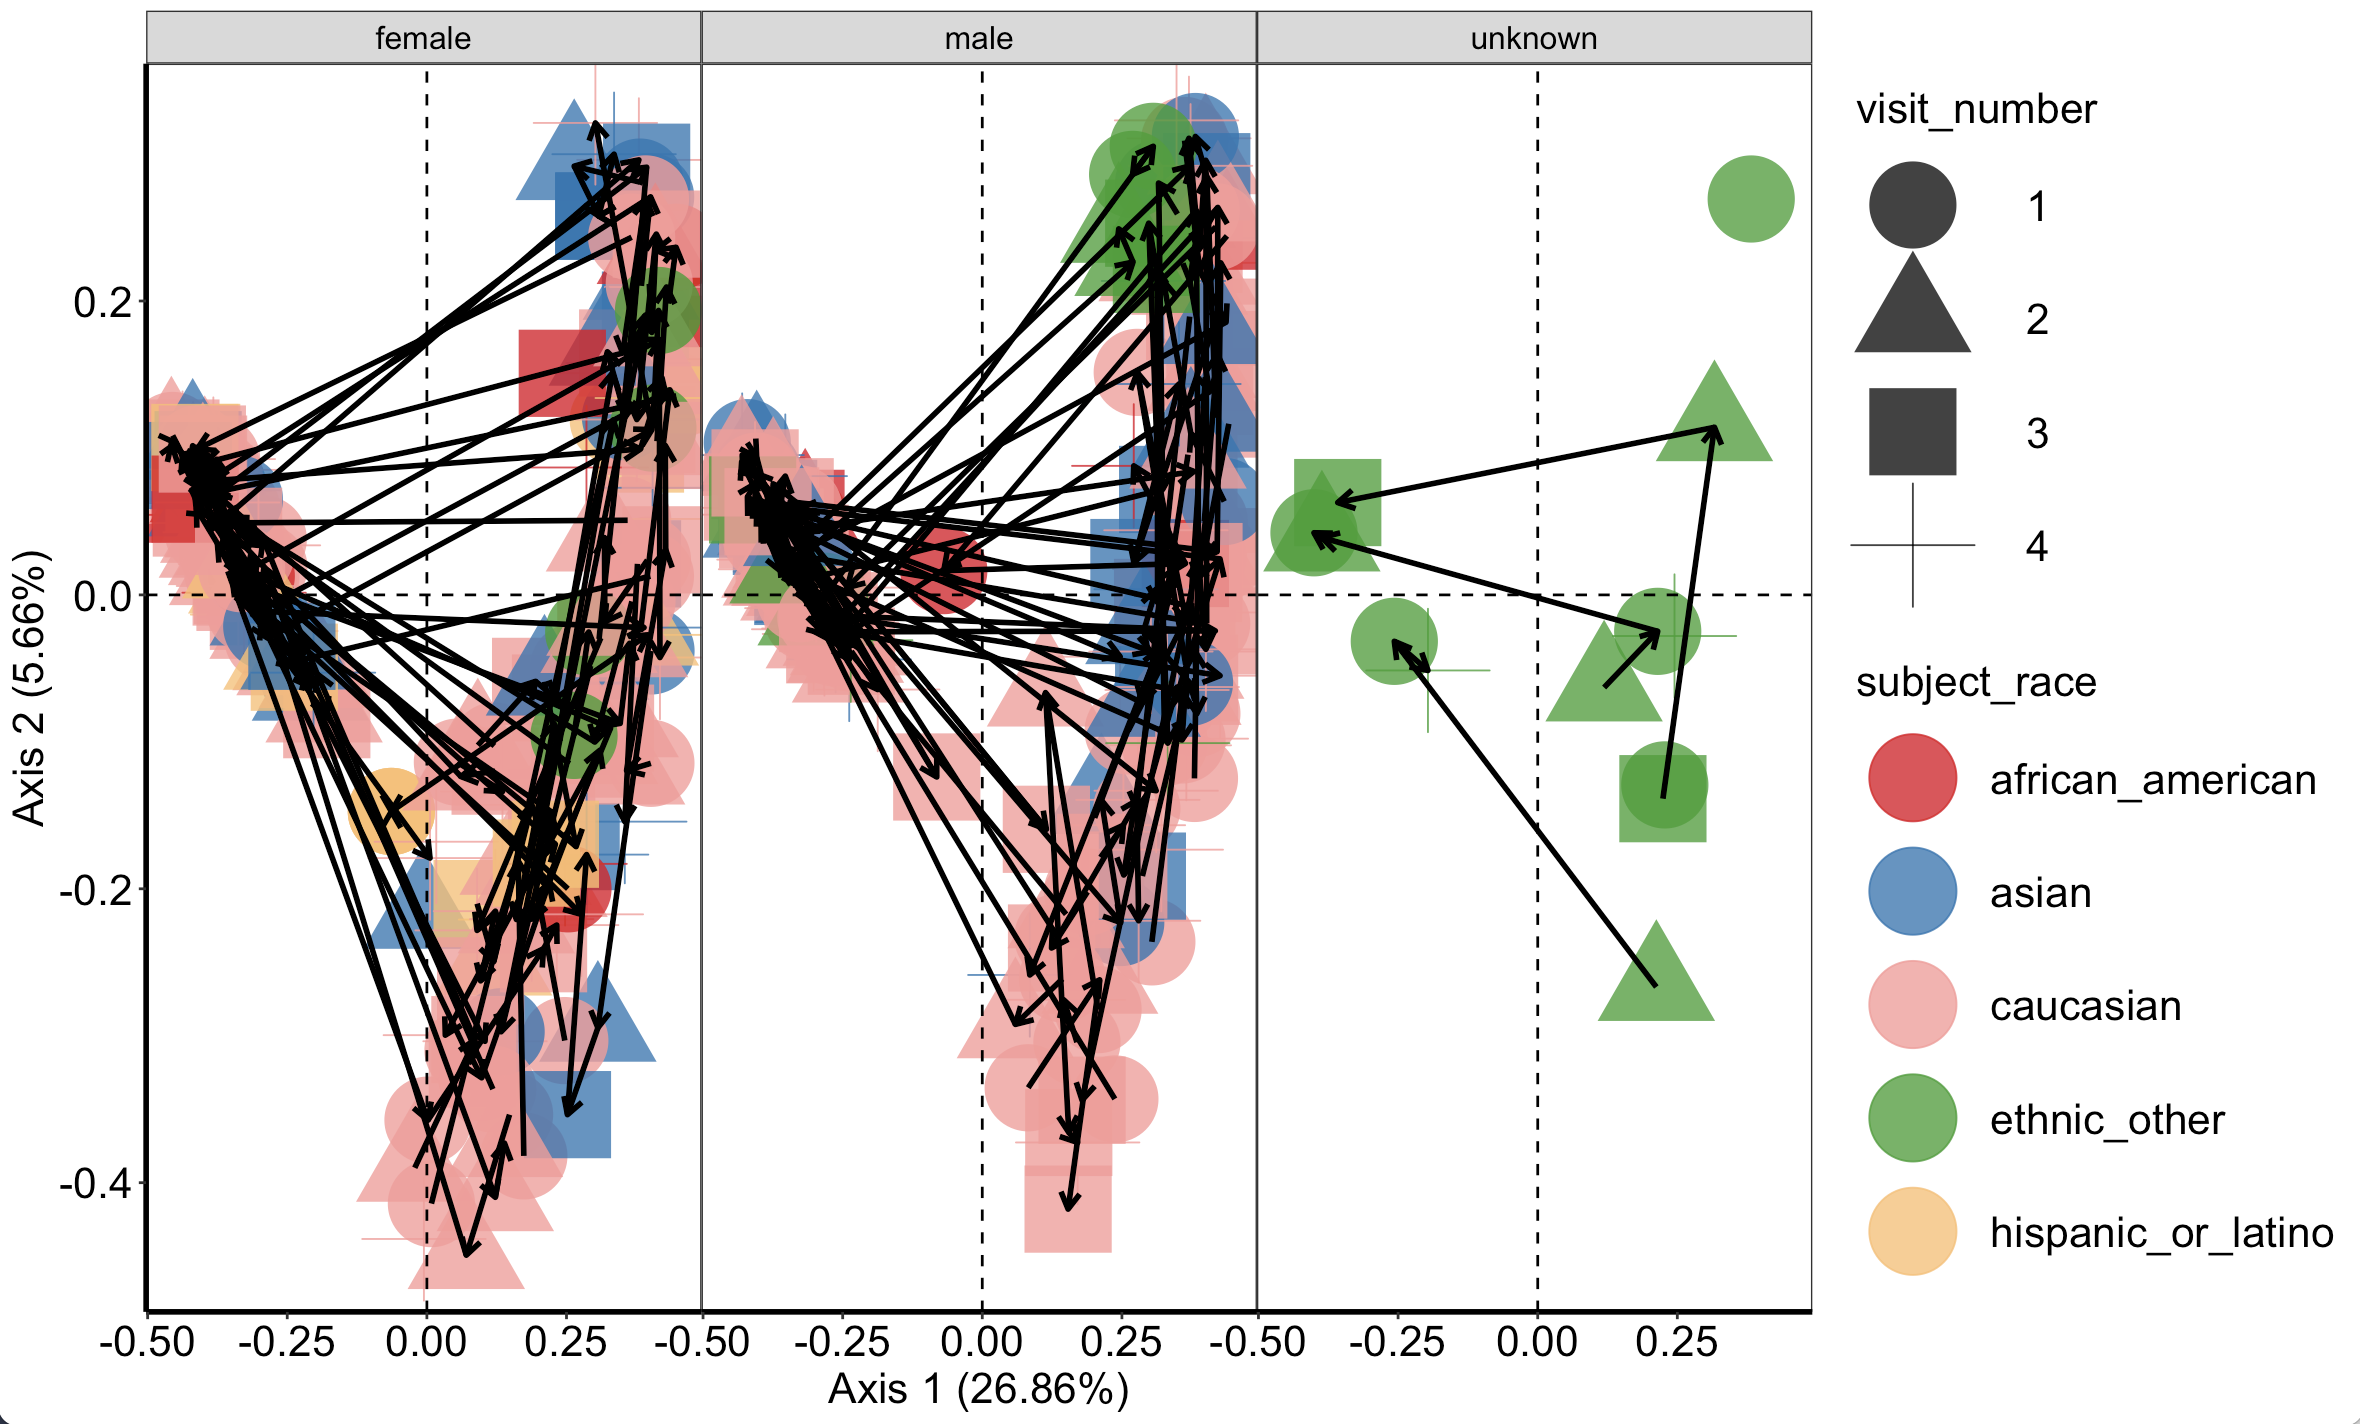 female
male
unknown
0.2
0.0
-0.2
-0.4
Axis 2 (5.66%)
-0.50
-0.25
0.00
0.25
-0.50
-0.25
0.00
0.25
-0.50
-0.25
0.00
0.25
Axis 1 (26.86%)
visit_number
1
2
3
4
subject_race
african_american
asian
caucasian
ethnic_other
hispanic_or_latino